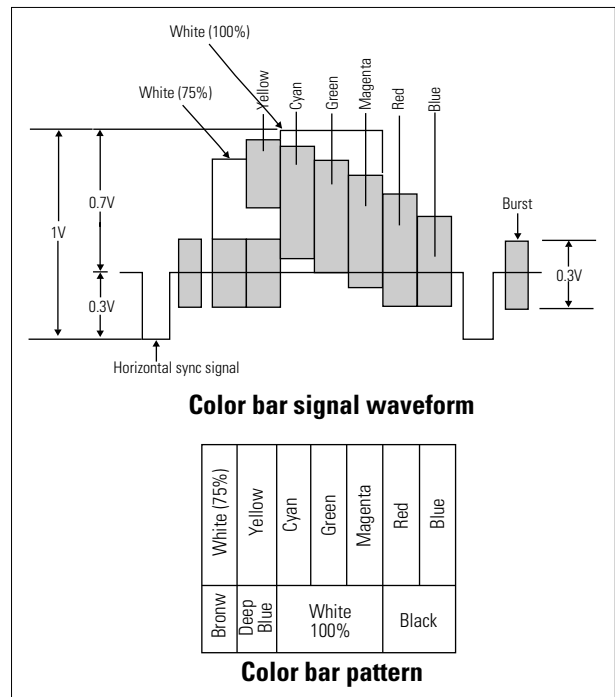 White (100%)
White (75%)
Yellow
Cyan
Green
Magenta
Red
Blue
Burst
0.7V
1V
0.3V
0.3V
Horizontal sync signal
Color bar signal waveform
White (75%)
Yellow
Cyan
Green
Magenta
Red
Blue
Bronw
Deep
Blue
White
100%
Black
Color bar pattern